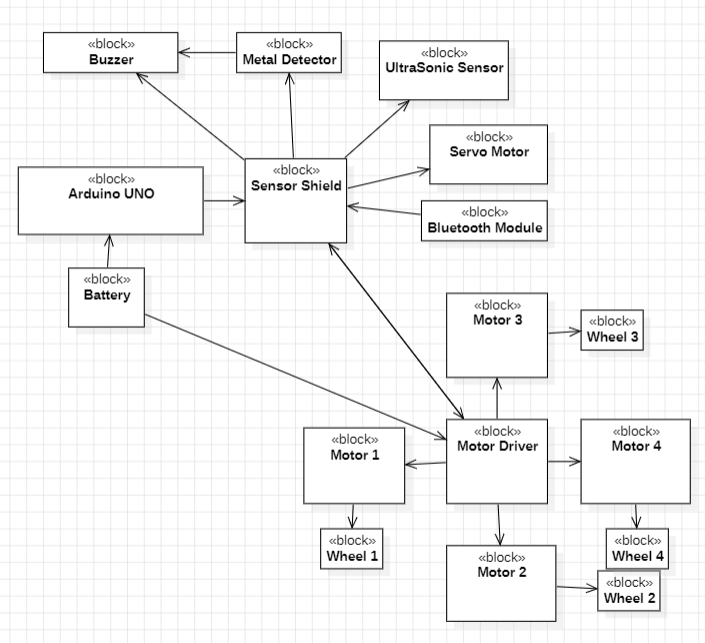 «block»
Buzzer
«block»
Metal Detector
«block»
UltraSonic Sensor
«block»
Servo Motor
«block»
Arduino UNO
«block»
Sensor Shield
«block»
Bluetooth Module
«block»
Battery
«block»
Motor 3
«block»
Wheel 3
«block»
Motor 1
«block»
Motor Driver
«block»
Motor 4
«block»
Wheel 1
«block»
Wheel 4
«block»
Motor 2
«block»
Wheel 2